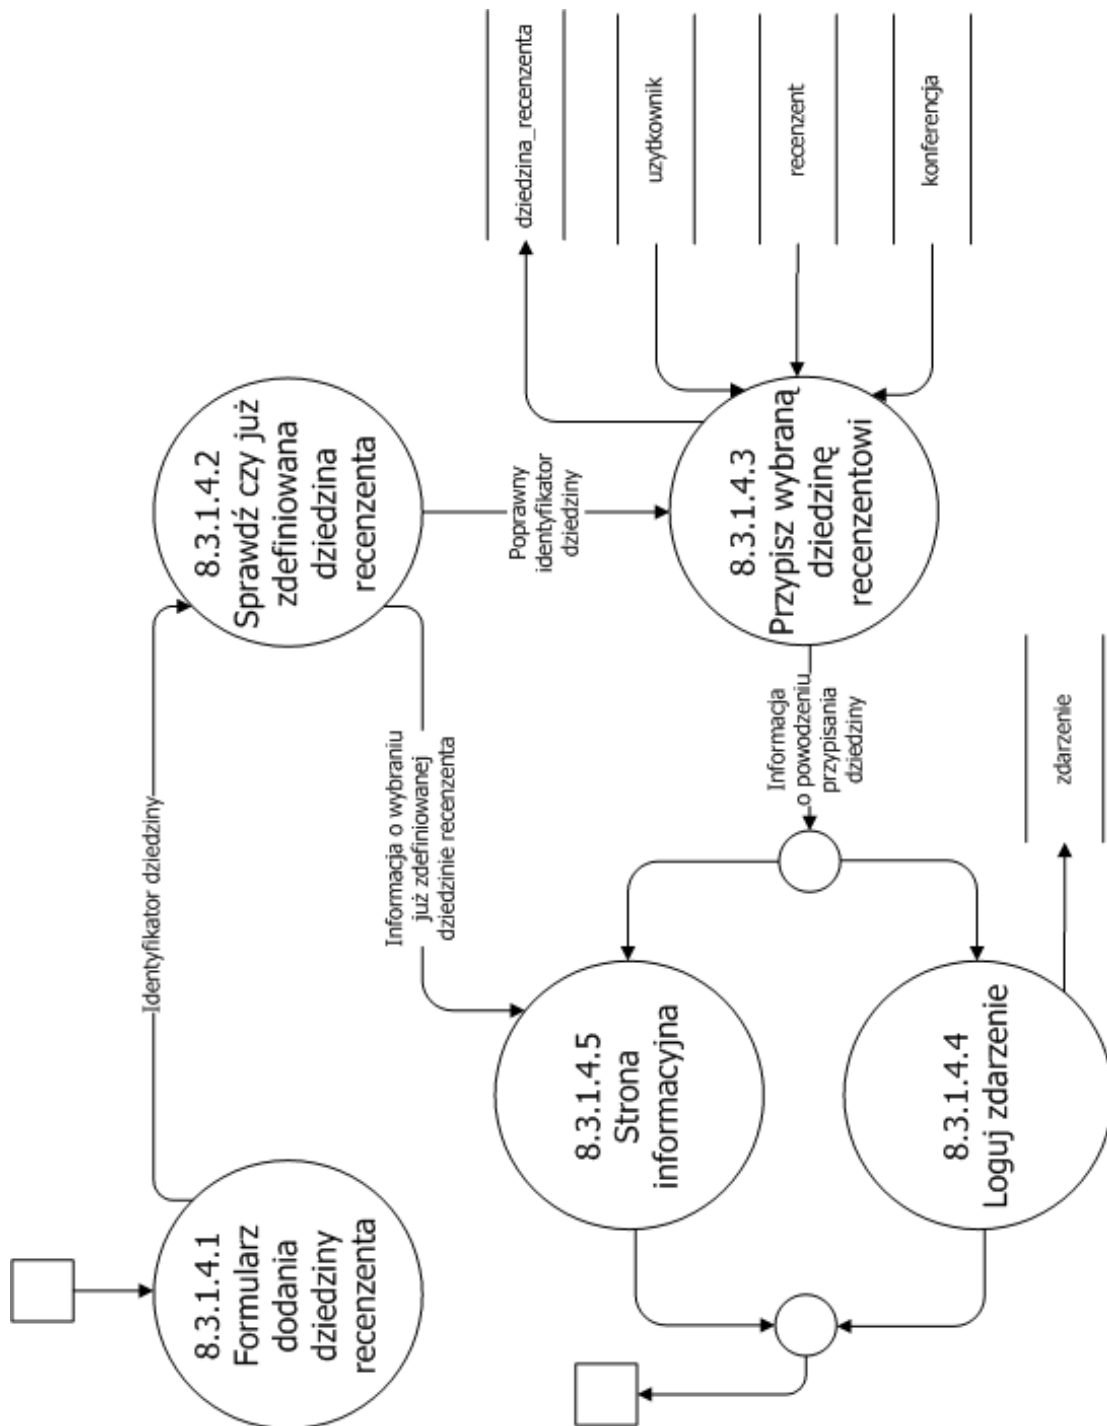 8.3.1.4.1
Formularz
dodania
dziedziny
recenzenta
Identyfikator dziedziny
8.3.1.4.2
Sprawdź czy już
zdefiniowana
dziedzina
recenzenta
Informacja o wybraniu
już zdefiniowanej
dziedzinie recenzenta
Poprawny
identyfikator
dziedziny
8.3.1.4.3
Przypisz wybraną
dziedzinę
recenzentowi
dziedzina_recenzenta
uzytkownik
recenzent
konferencja
Informacja
o powodzeniu
przypisania
dziedziny
8.3.1.4.5
Strona
informacyjna
8.3.1.4.4
Loguj zdarzenie
zdarzenie